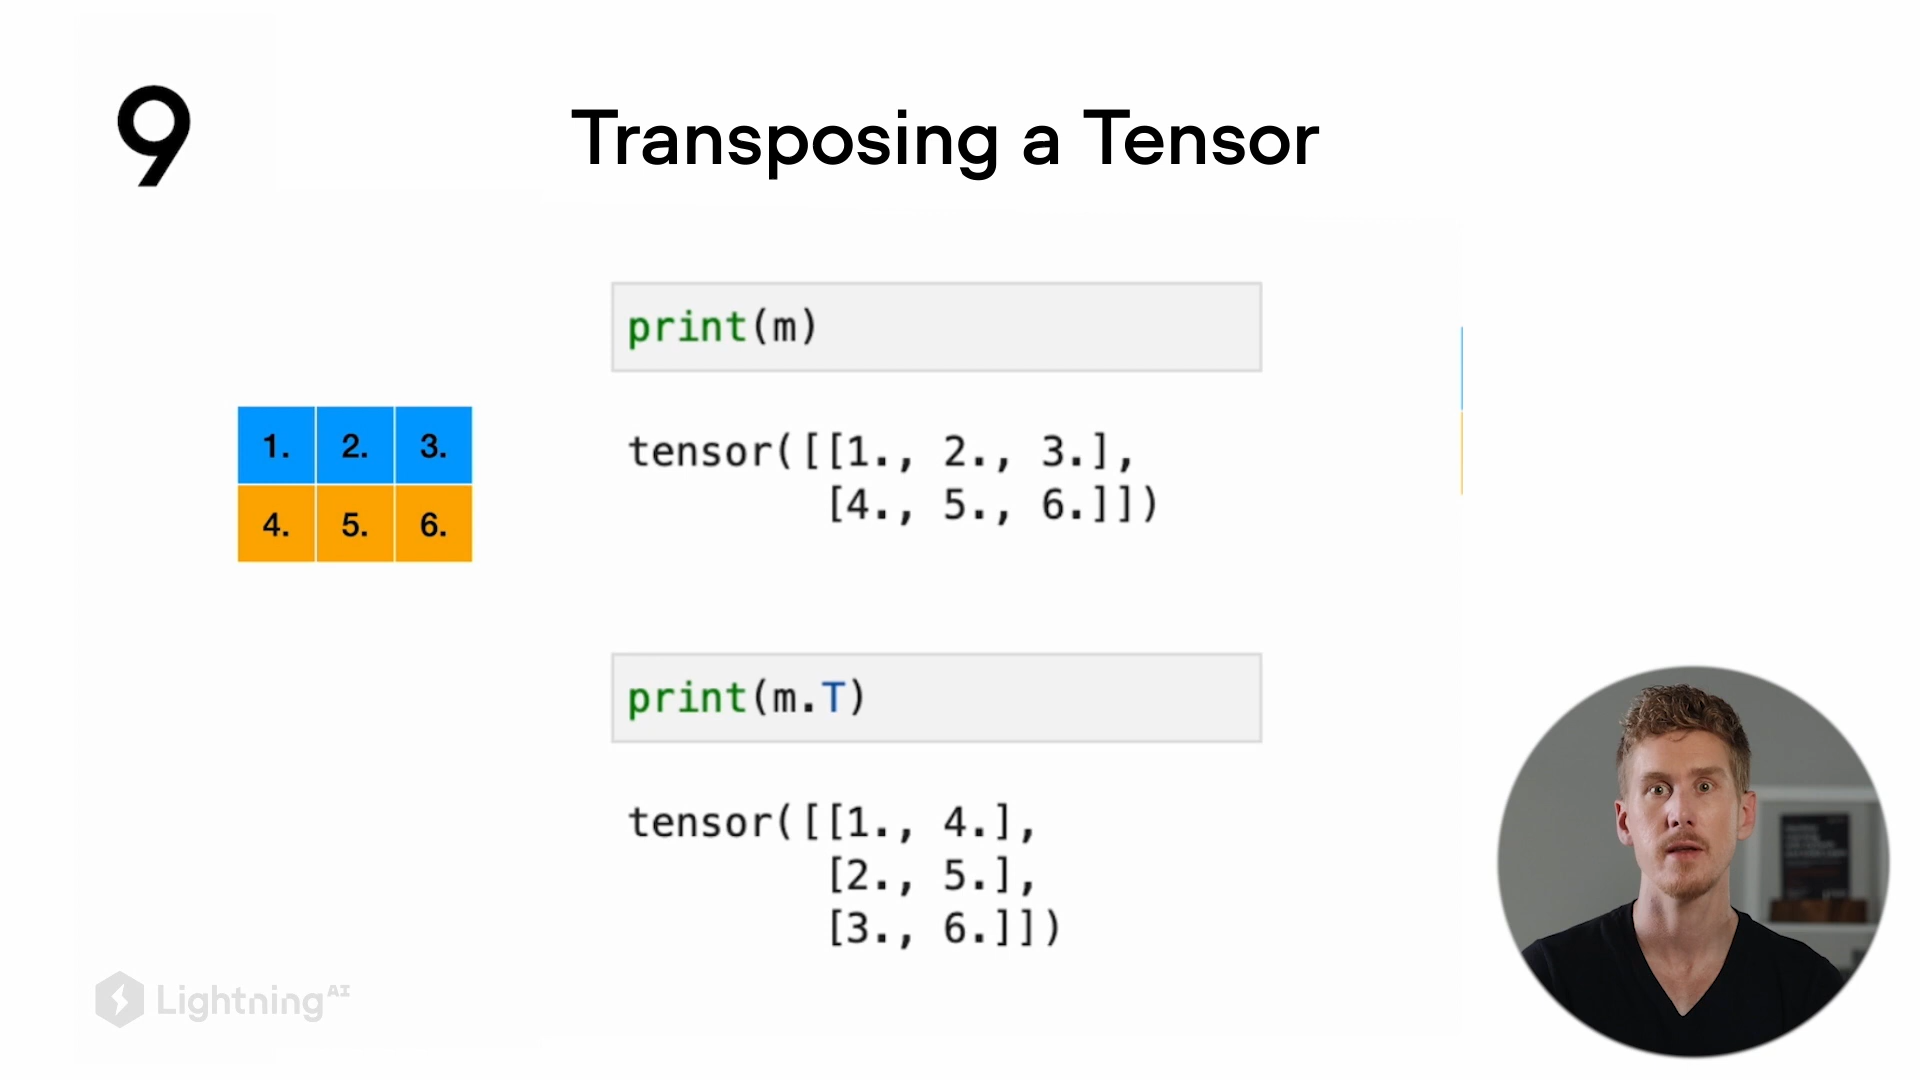 9
Transposing a Tensor
print(m)
1. 2. 3.
4. 5. 6.
tensor([[1., 2., 3.],
[4., 5., 6.]])
print(m.T)
tensor([[1., 4.],
[2., 5.],
[3., 6.]])
Lightning AI